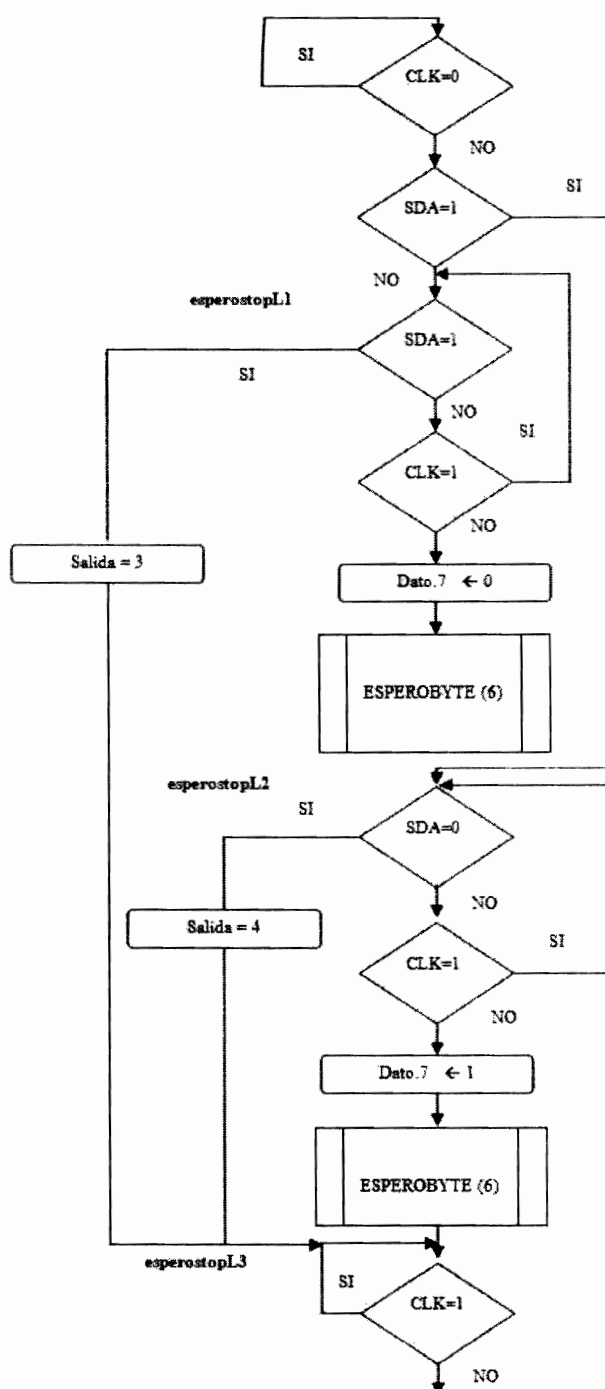 SI
CLK=0
NO
SI
SDA=1
NO
esperostopL1
SDA=1
SI
NO
SI
CLK=1
NO
Salida = 3
Dato.7 ← 0
ESPEROBYTE (6)
esperostopL2
SI
SDA=0
NO
Salida = 4
SI
CLK=1
NO
Dato.7 ← 1
ESPEROBYTE (6)
esperostopL3
SI
CLK=1
NO